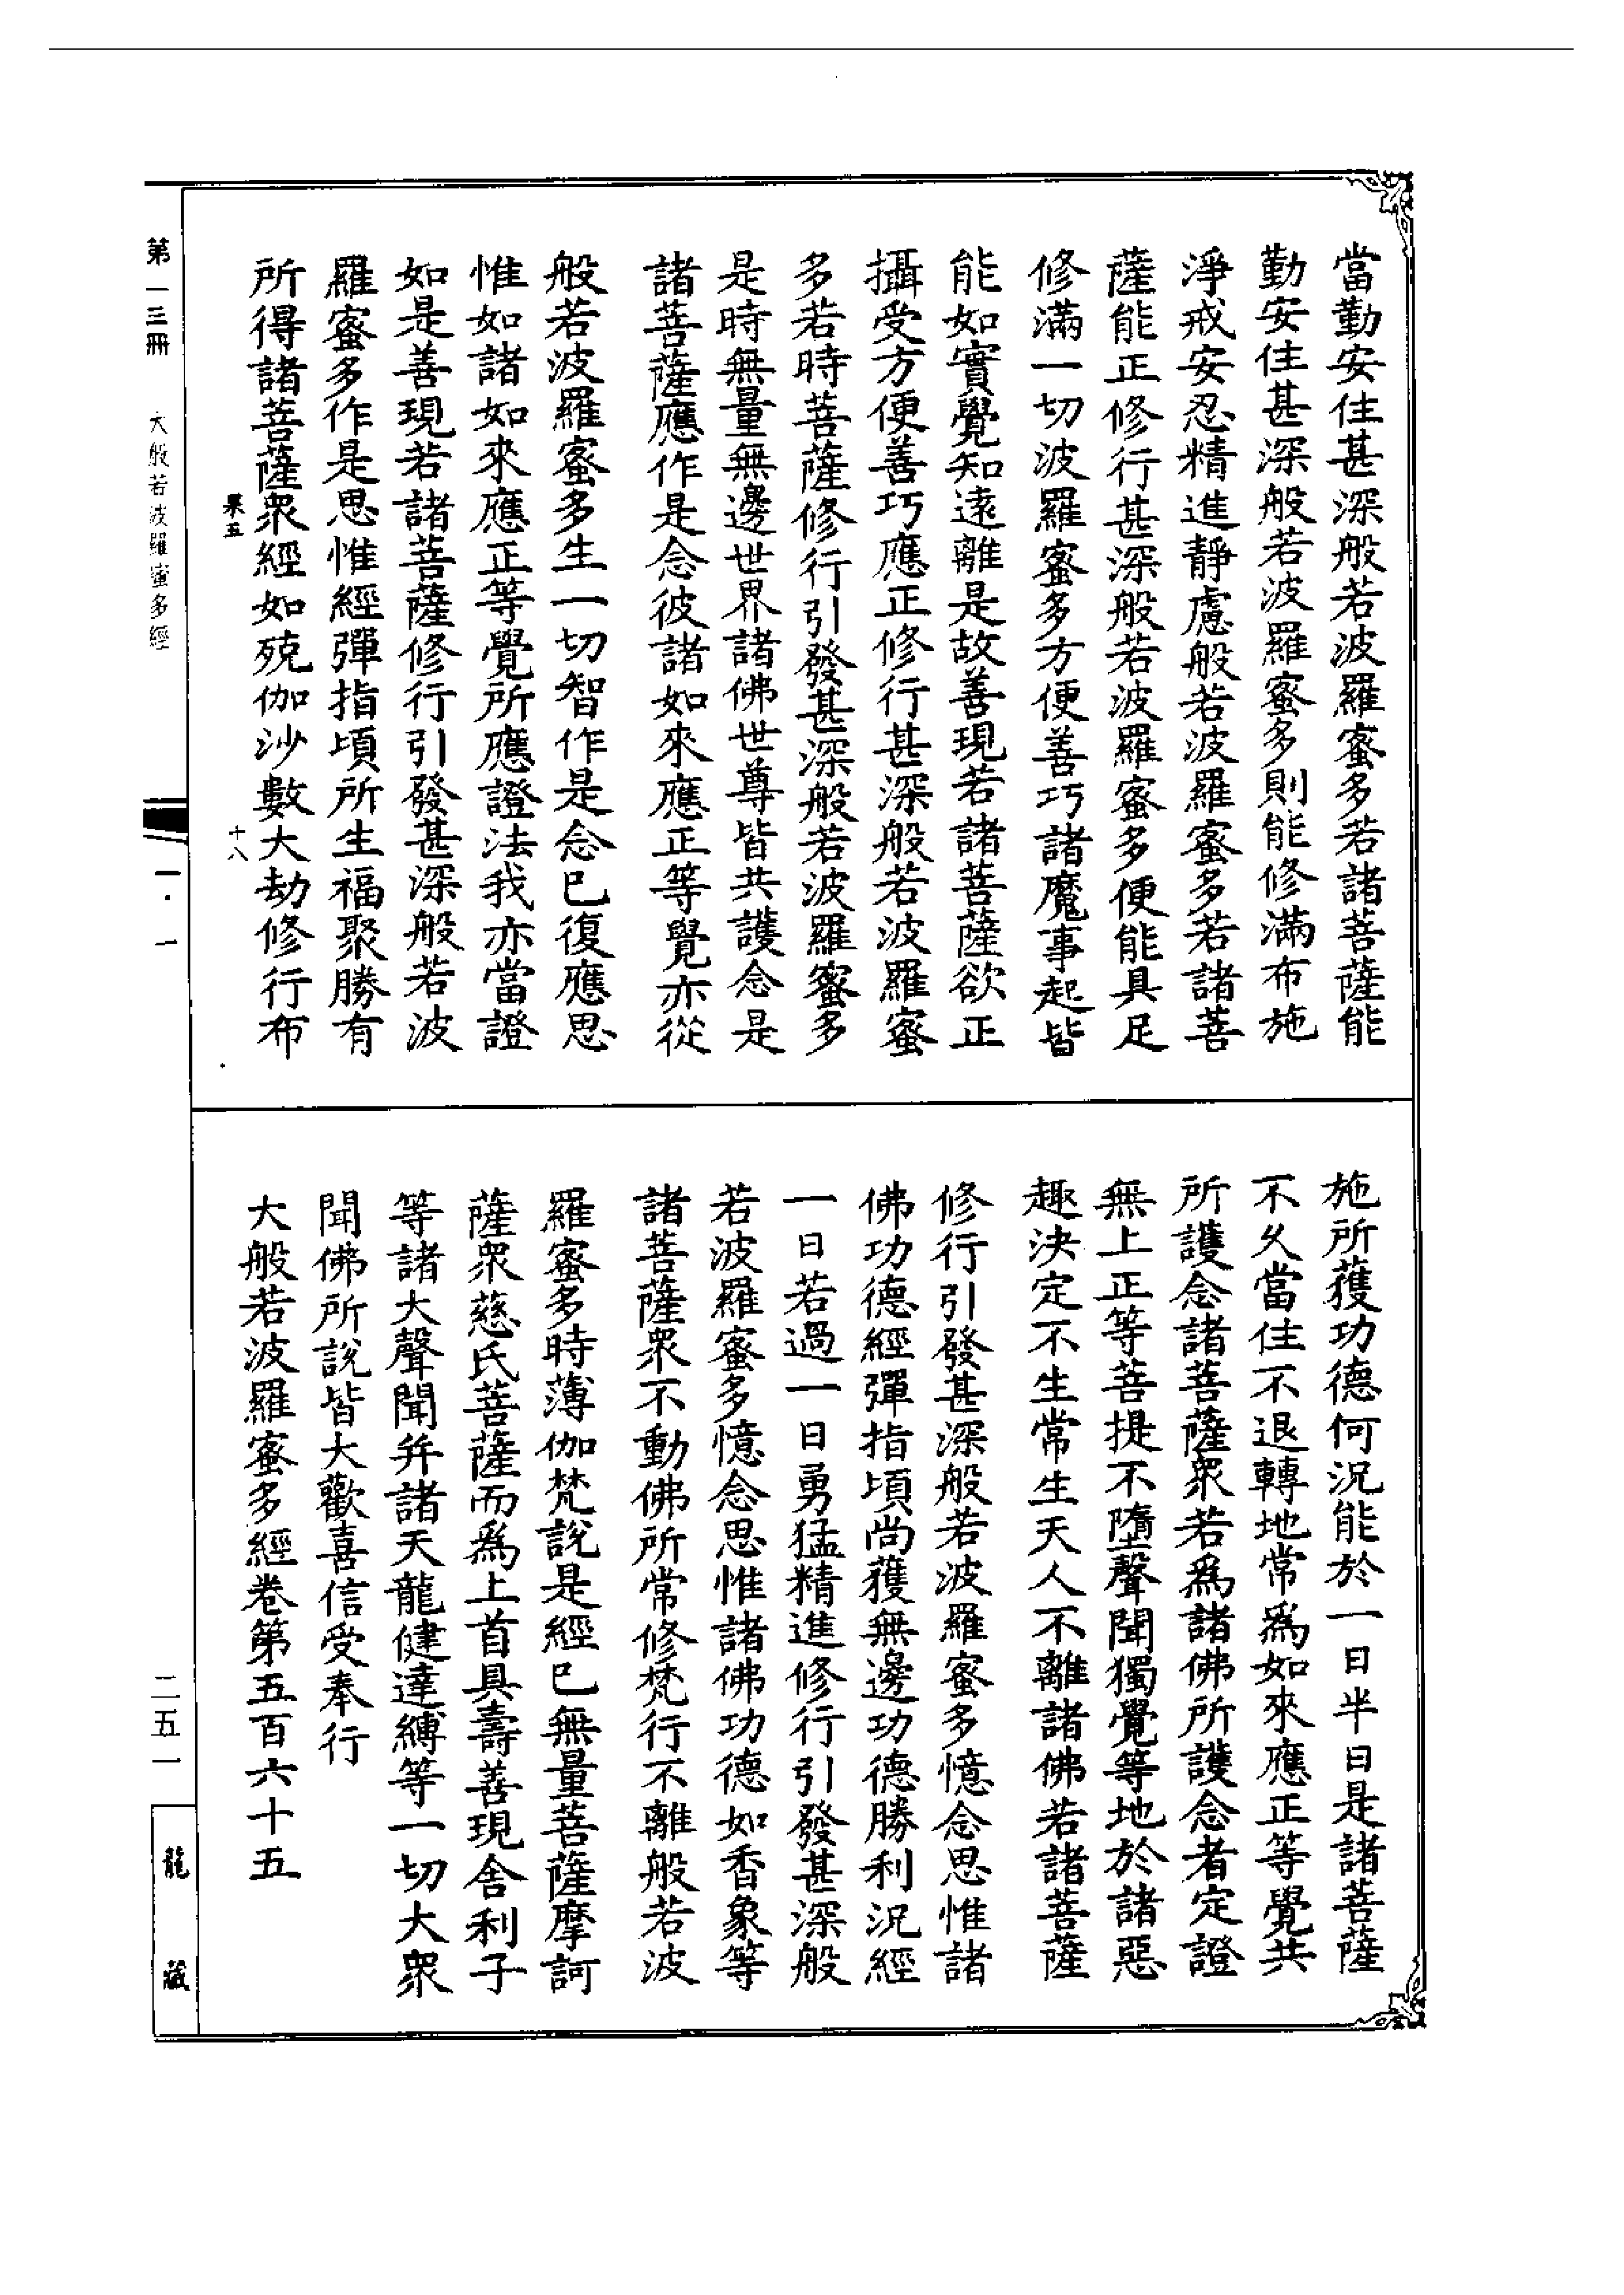 當勤安住甚深般若波羅蜜多若諸菩薩能
勤安住甚深般若波羅蜜多則能修滿布施
淨戒安忍精進靜慮般若波羅蜜多若諸菩
薩能正修行甚深般若波羅蜜多便能具足
修滿一切波羅蜜多方便善巧諸魔事起皆
能如實覺知遠離是故善現若諸菩薩欲正
攝受方便善巧應正修行甚深般若波羅蜜
多若時菩薩修行引發甚深般若波羅蜜多
是時無量無邊世界諸佛世尊皆共護念是
諸菩薩應作是念彼諸如來應正等覺亦從
般若波羅蜜多生一切智作是念已復應思
惟如諸如來應正等覺所應證法我亦當證
如是善現若諸菩薩修行引發甚深般若波
羅蜜多作是思惟經彈指頃所生福聚勝有
所得諸菩薩眾經如殑伽沙數大劫修行布
施所獲功德何況能於一日半日是諸菩薩
不久當住不退轉地常爲如來應正等覺共
所護念諸菩薩眾若爲諸佛所護念者定證
無上正等菩提不墮聲聞獨覺等地於諸惡
趣決定不生常生天人不離諸佛若諸菩薩
修行引發甚深般若波羅蜜多憶念思惟諸
佛功德經彈指頃尚獲無邊功德勝利況經
一日若過一日勇猛精進修行引發甚深般
若波羅蜜多憶念思惟諸佛功德如香象等
諸菩薩眾不動佛所常修梵行不離般若波
羅蜜多時薄伽梵說是經已無量菩薩摩訶
薩眾慈氏菩薩而爲上首具壽善現舍利子
等諸大聲聞并諸天龍健達縛等一切大眾
聞佛所說皆大歡喜信受奉行
大般若波羅蜜多經卷第五百六十五
果五
十八
第一三冊
大般若波羅蜜多經
一·一
二五一
龍藏